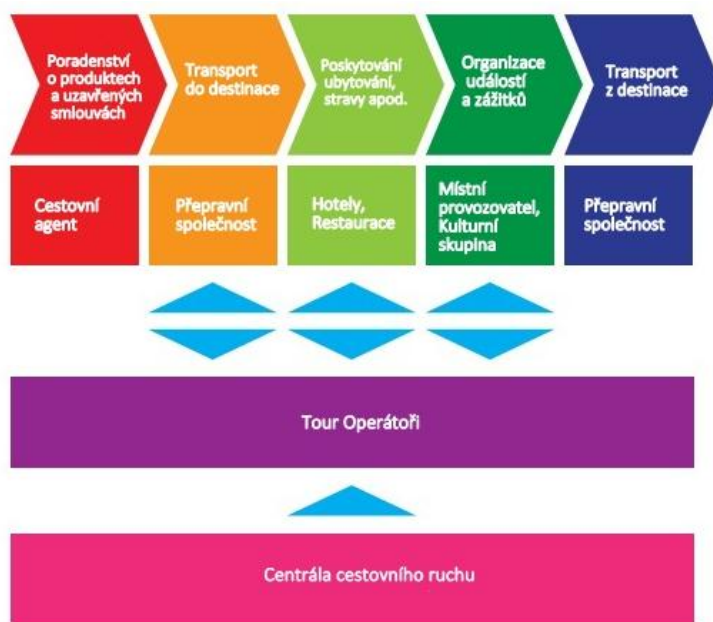 Poradenství
o produktech
a uzavřených
smlouvách
Transport
do destinace
Poskytování
ubytování,
stravy apod.
Organizace
událostí
a zážitků
Transport
z destinace
Cestovní
agent
Přepravní
společnost
Hotely,
Restaurace
Místní
provozovatel,
Kulturní
skupina
Přepravní
společnost
Tour Operátoři
Centrála cestovního ruchu